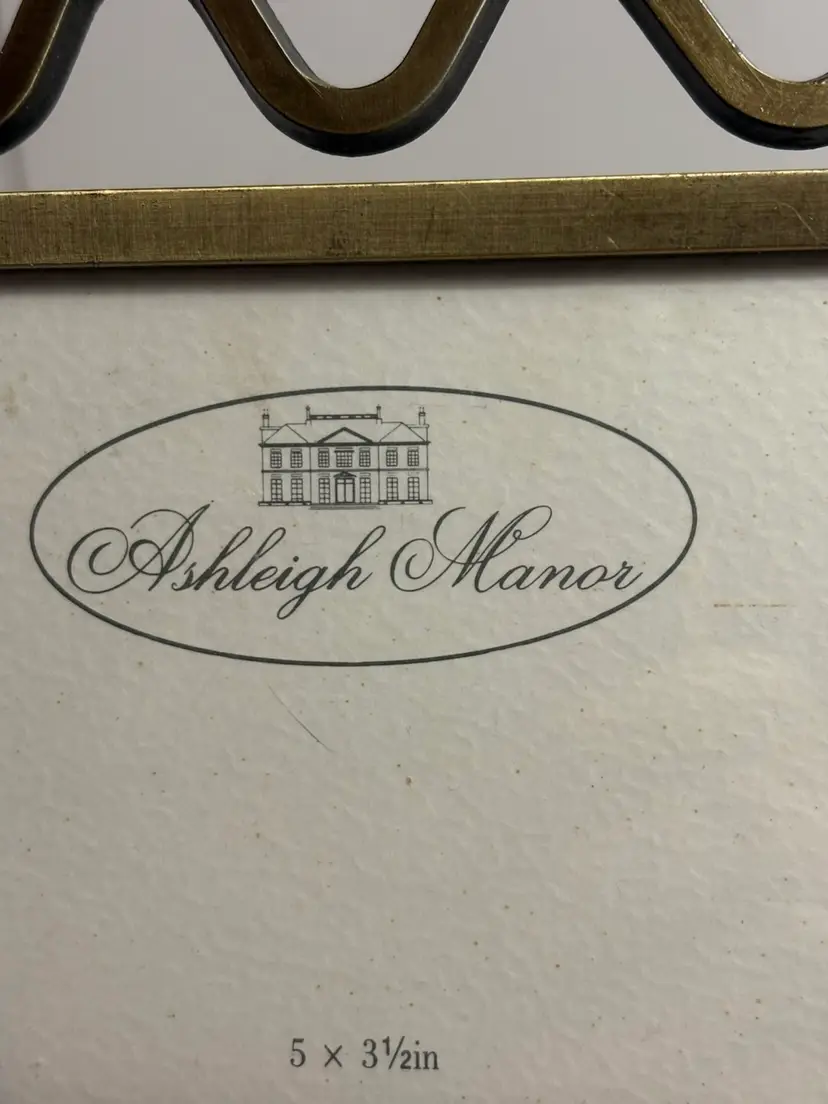 Ashleigh Manor
5 × 3½in